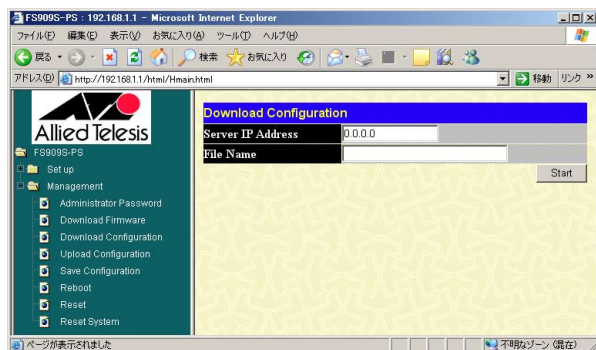 FS909S-PS : 192.168.1.1 - Microsoft Internet Explorer
ファイル(F) 編集(E) 表示(V) お気に入り(A) ツール(T) ヘルプ(H)
戻る 検索 お気に入り
アドレス(D) http://192.168.1.1/html/Hmain.html 移動 リンク »
Allied Telesis
FS909S-PS
Set up
Management
Administrator Password
Download Firmware
Download Configuration
Upload Configuration
Save Configuration
Reboot
Reset
Reset System
Download Configuration
Server IP Address 0.0.0.0
File Name
Start
ページが表示されました 不明なゾーン (混在)